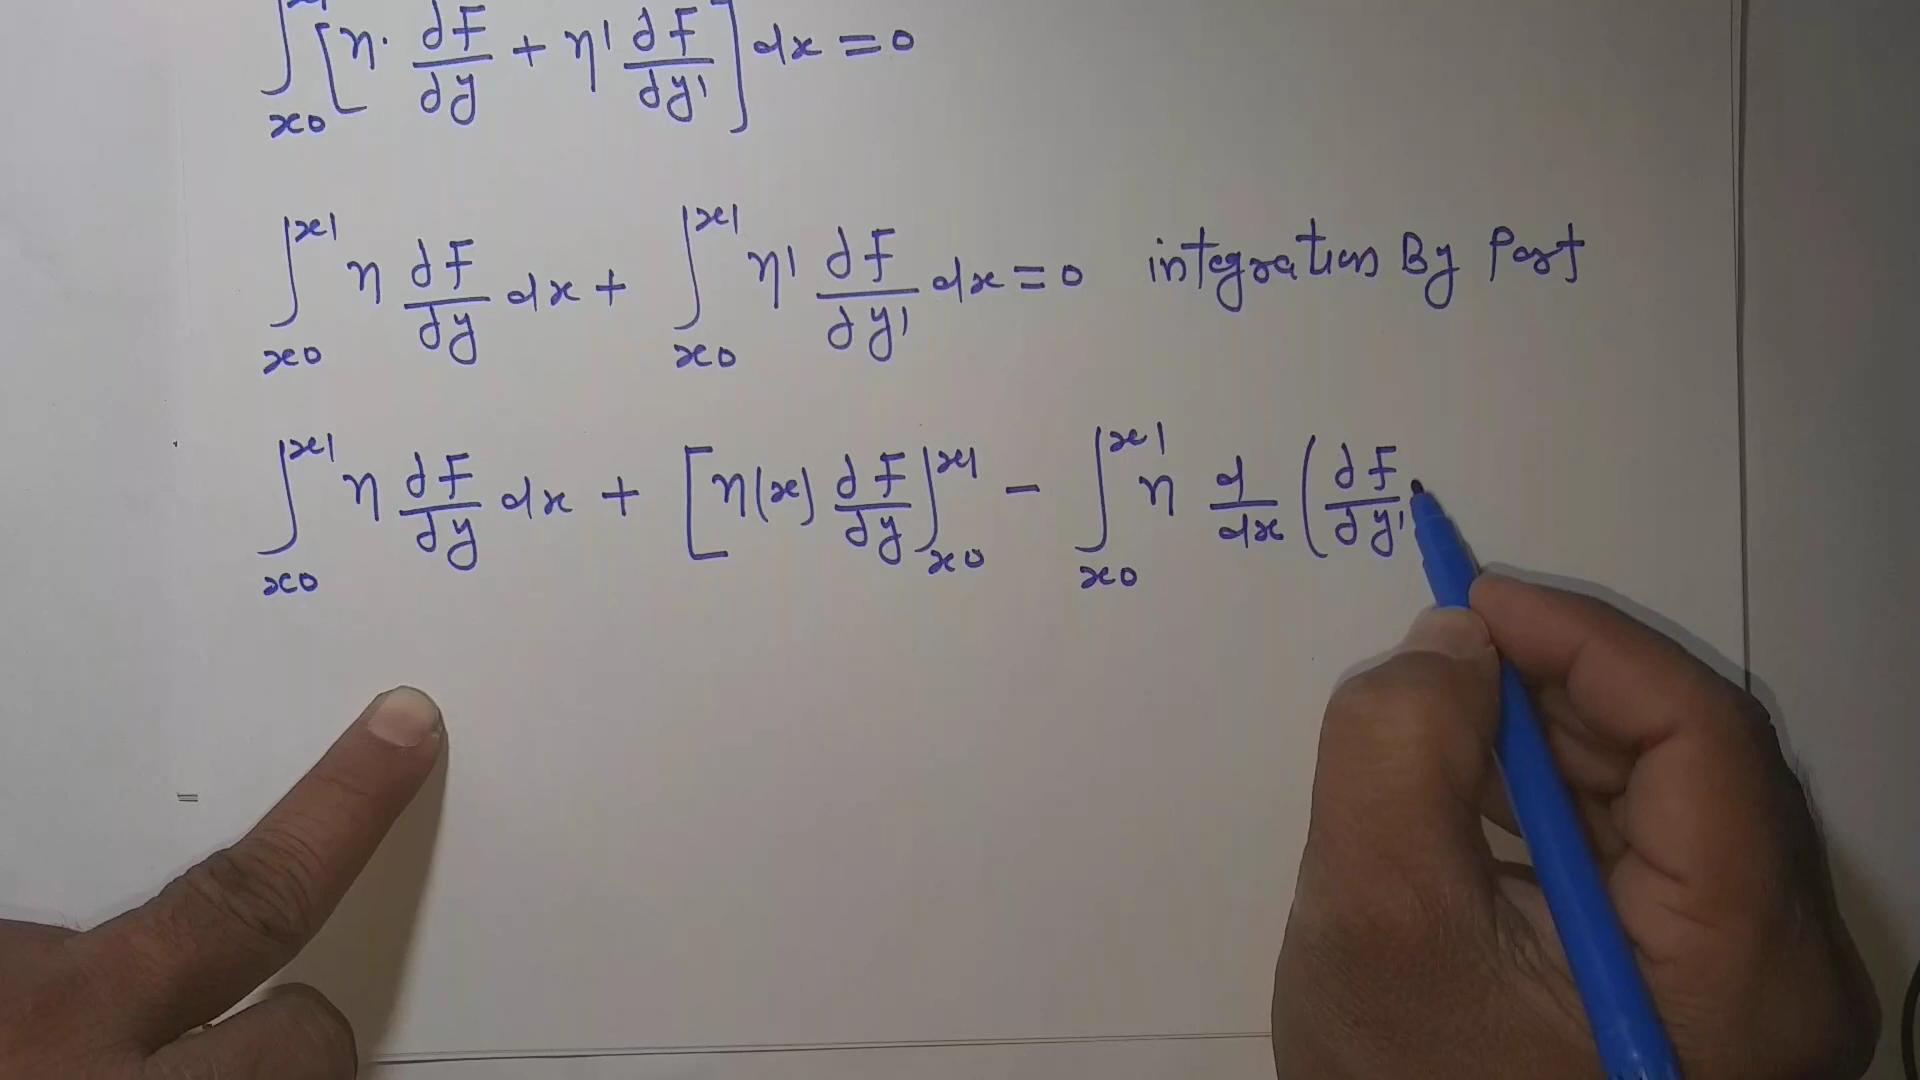 ∫x0 [η · ∂F/∂y + η' ∂F/∂y'] dx = 0
∫x0^x1 η ∂F/∂y dx + ∫x0^x1 η' ∂F/∂y' dx = 0 integration By Part
∫x0^x1 η ∂F/∂y dx + [η(x) ∂F/∂y]x0^x1 - ∫x0^x1 η d/dx (∂F/∂y'